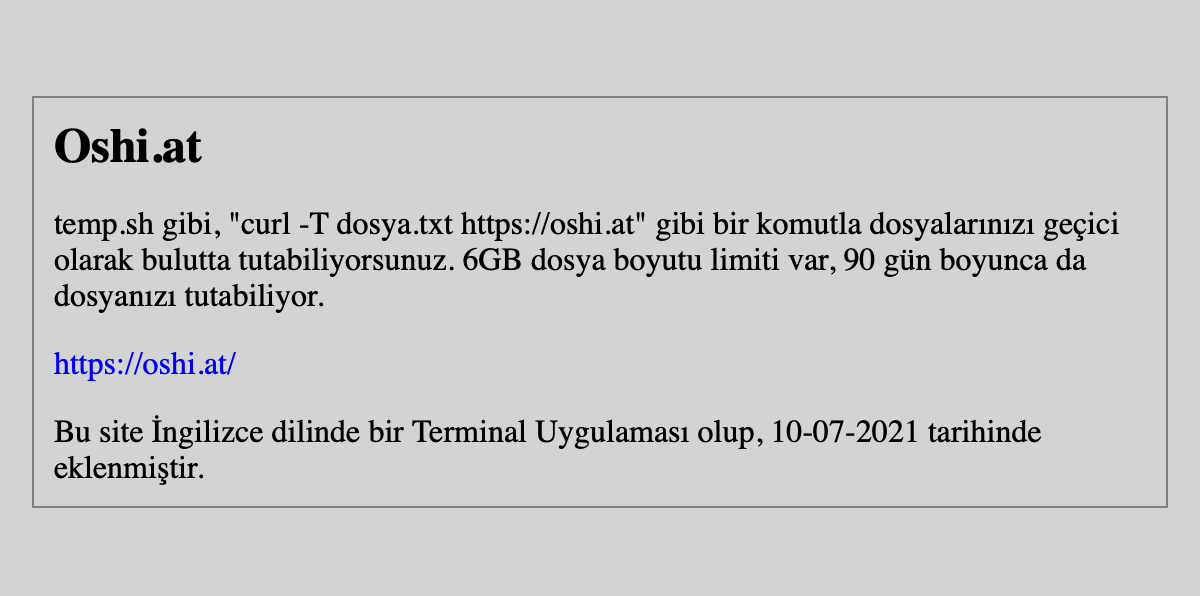 Oshi.at
temp.sh gibi, "curl -T dosya.txt https://oshi.at" gibi bir komutla dosyalarınızı geçici
olarak bulutta tutabiliyorsunuz. 6GB dosya boyutu limiti var, 90 gün boyunca da
dosyanızı tutabiliyor.
https://oshi.at/
Bu site İngilizce dilinde bir Terminal Uygulaması olup, 10-07-2021 tarihinde
eklenmiştir.